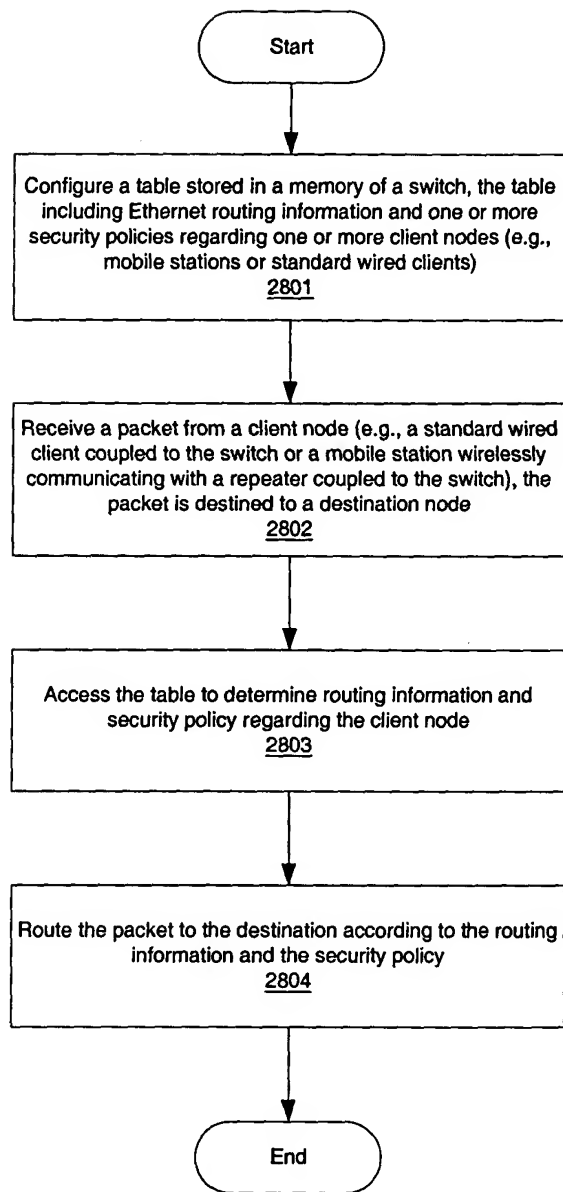 Start
Configure a table stored in a memory of a switch, the table
including Ethernet routing information and one or more
security policies regarding one or more client nodes (e.g.,
mobile stations or standard wired clients)
2801
Receive a packet from a client node (e.g., a standard wired
client coupled to the switch or a mobile station wirelessly
communicating with a repeater coupled to the switch), the
packet is destined to a destination node
2802
Access the table to determine routing information and
security policy regarding the client node
2803
Route the packet to the destination according to the routing
information and the security policy
2804
End